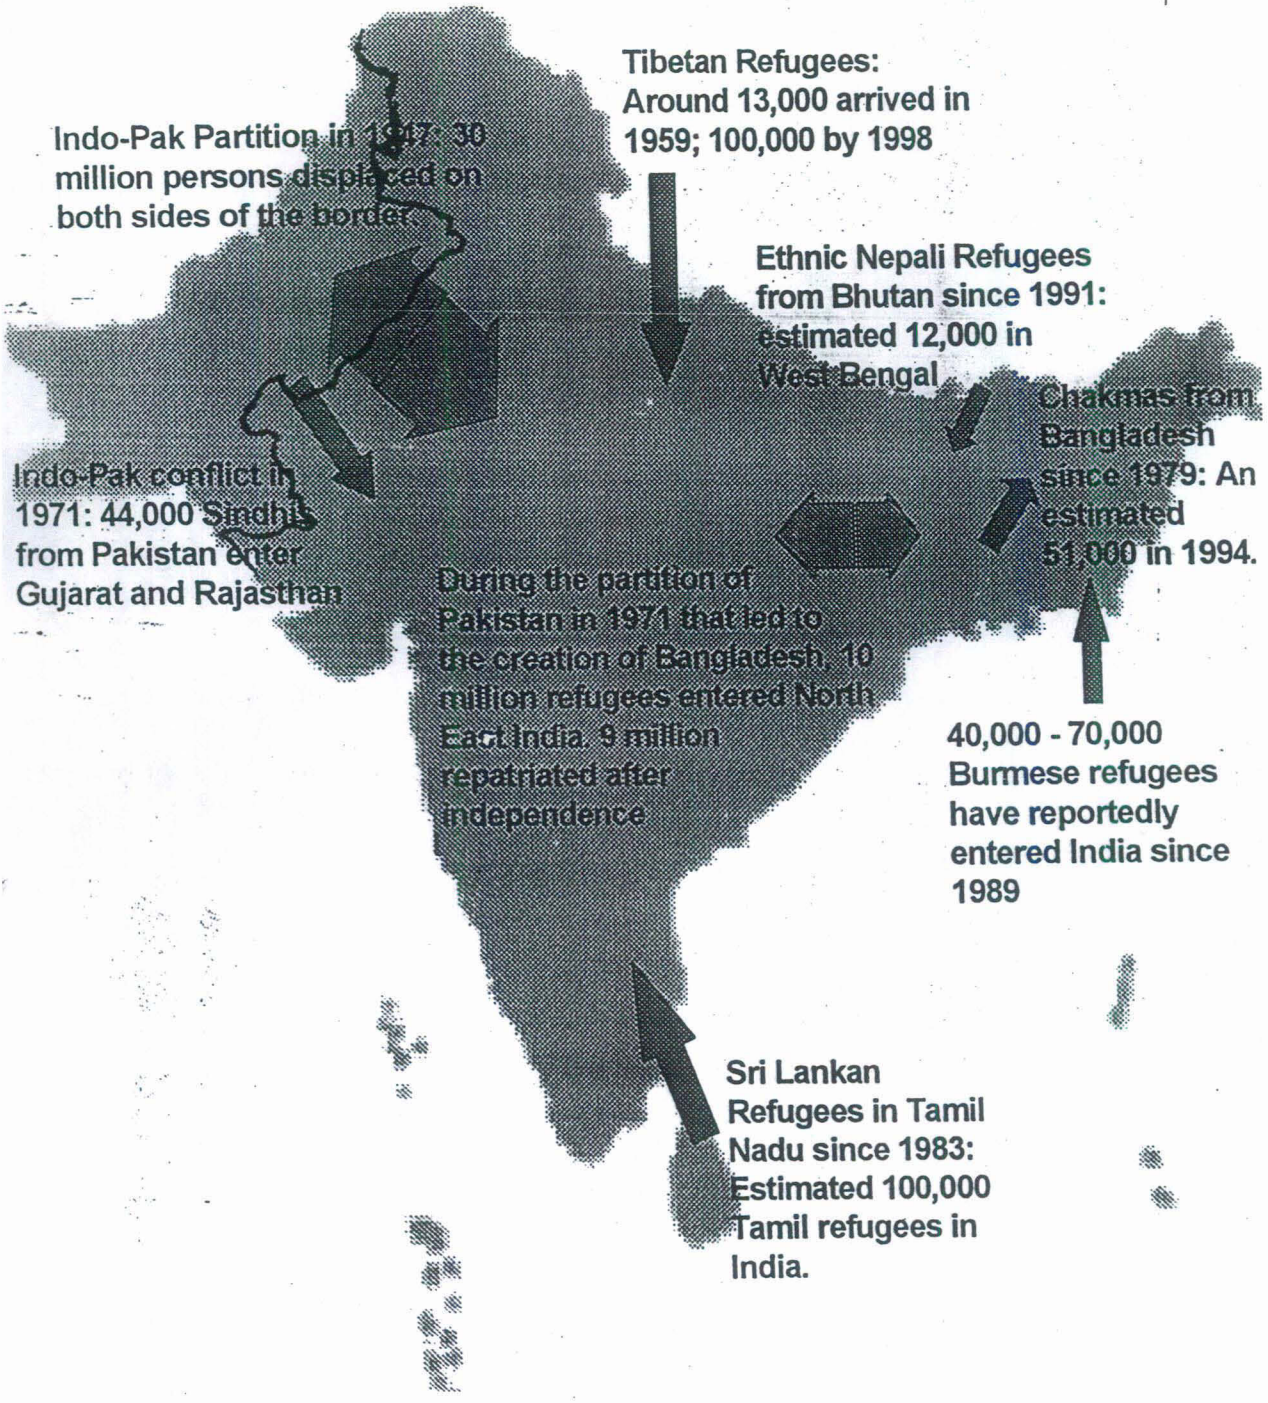 Tibetan Refugees:
Around 13,000 arrived in
1959; 100,000 by 1998
Indo-Pak Partition in 1947: 30
million persons displaced on
both sides of the border.
Ethnic Nepali Refugees
from Bhutan since 1991:
estimated 12,000 in
West Bengal
Chakmas from
Bangladesh
since 1979: An
estimated
51,000 in 1994.
Indo-Pak conflict in
1971: 44,000 Sindhis
from Pakistan enter
Gujarat and Rajasthan
During the partition of
Pakistan in 1971 that led to
the creation of Bangladesh, 10
million refugees entered North
East India. 9 million
repatriated after
independence
40,000 - 70,000
Burmese refugees
have reportedly
entered India since
1989
Sri Lankan
Refugees in Tamil
Nadu since 1983:
Estimated 100,000
Tamil refugees in
India.